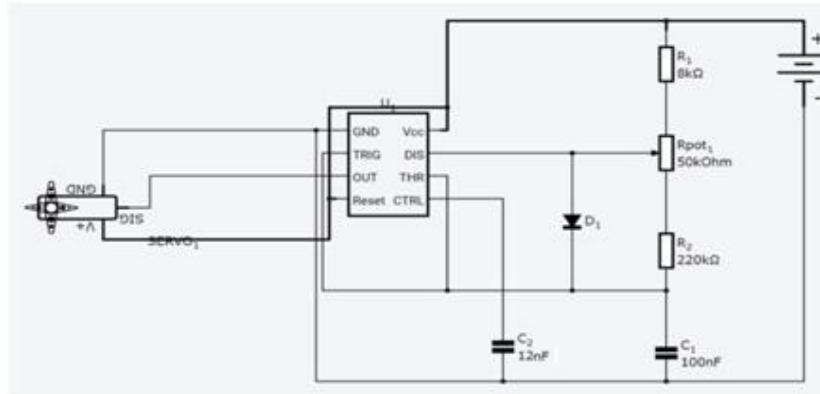 U1
GND Vcc
TRIG DIS
OUT THR
Reset CTRL
R1
8kΩ
+
-
Rpot1
50kOhm
D1
R2
220kΩ
C2
12nF
C1
100nF
GND
SIG
V+
SERVO1